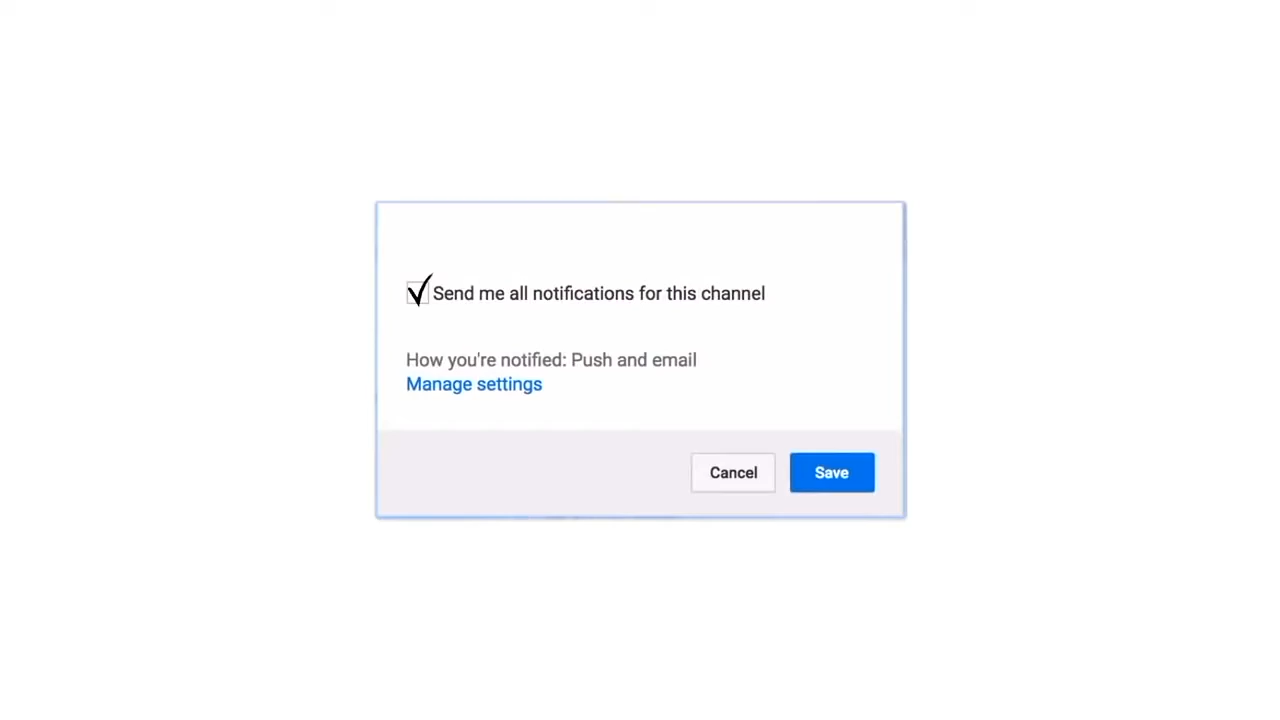 Send me all notifications for this channel
How you're notified: Push and email
Manage settings
Cancel Save